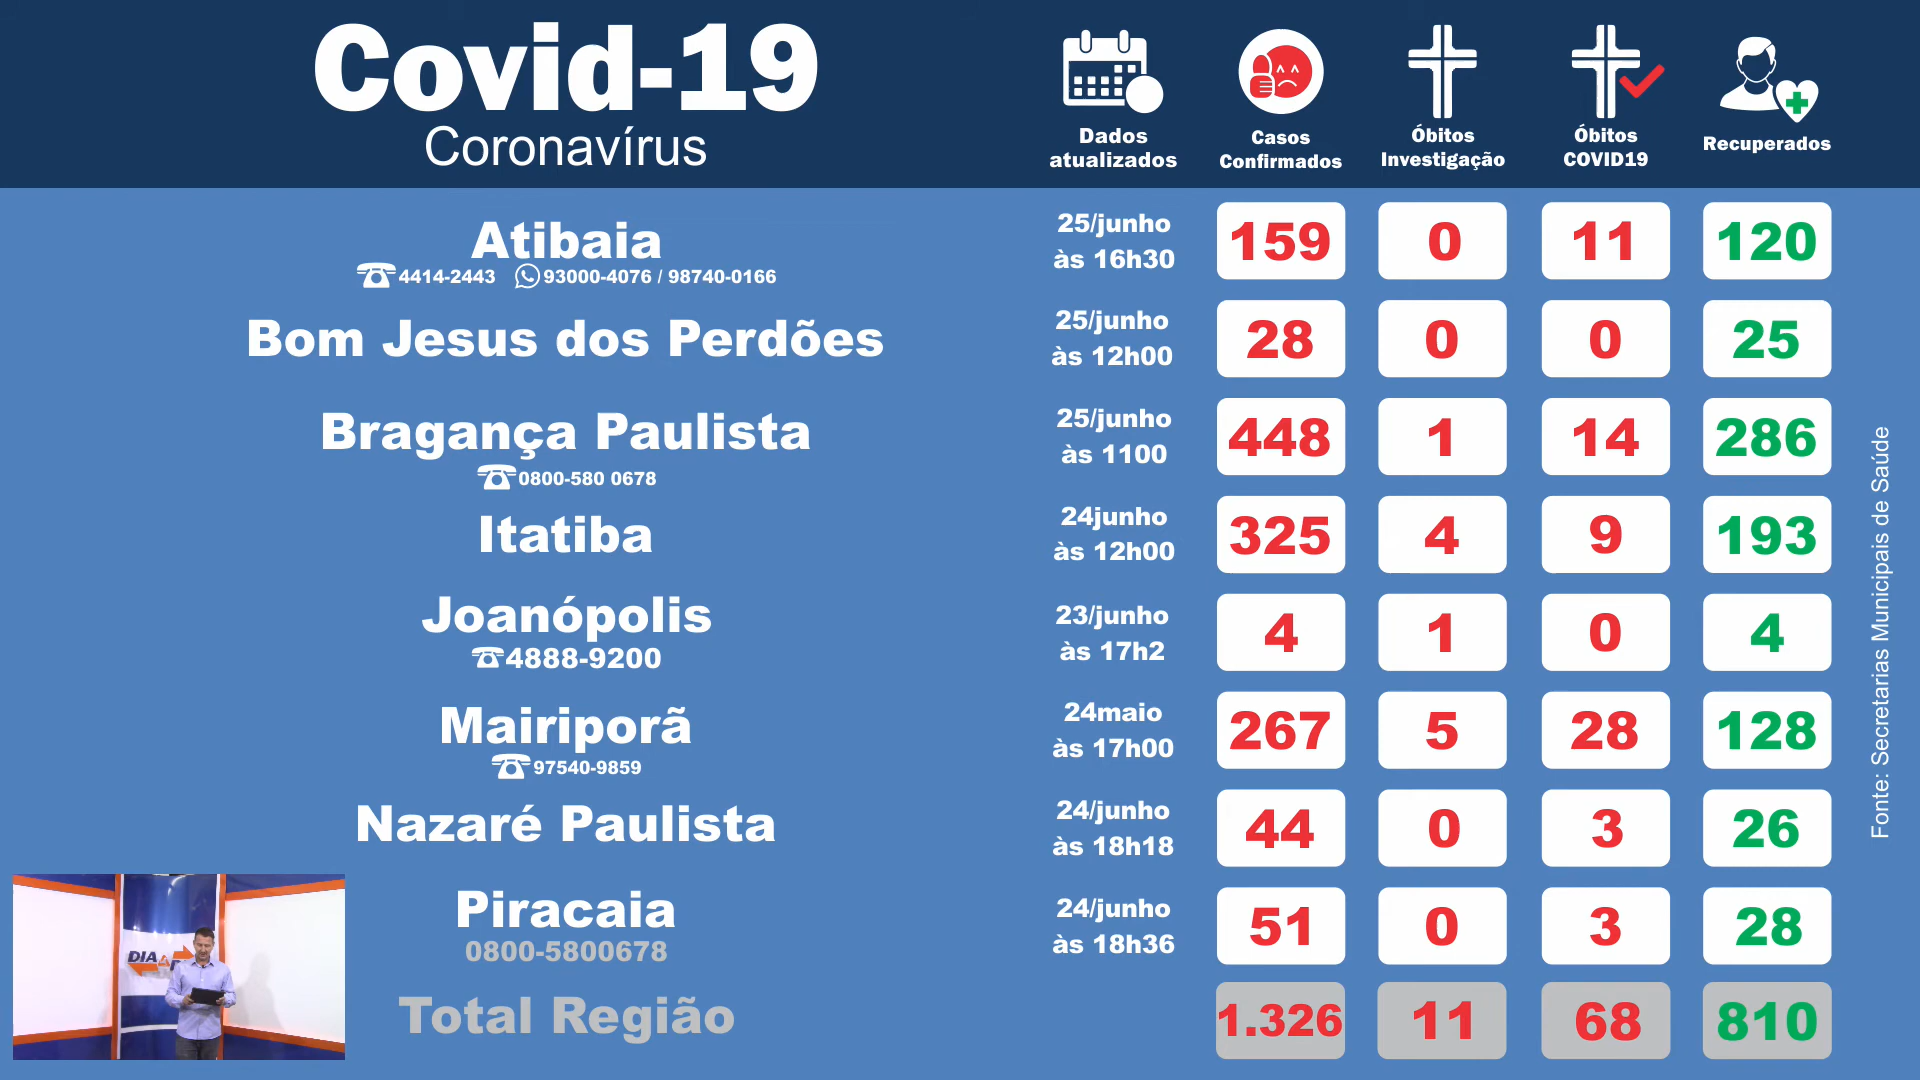 Covid-19
Coronavírus
Dados
atualizados
Casos
Confirmados
Óbitos
Investigação
Óbitos
COVID19
Recuperados
Atibaia
4414-2443 93000-4076 / 98740-0166
25/junho
às 16h30
159 0 11 120
Bom Jesus dos Perdões
25/junho
às 12h00
28 0 0 25
Bragança Paulista
0800-580 0678
25/junho
às 1100
448 1 14 286
Itatiba
24junho
às 12h00
325 4 9 193
Joanópolis
4888-9200
23/junho
às 17h2
4 1 0 4
Mairiporã
97540-9859
24maio
às 17h00
267 5 28 128
Nazaré Paulista
24/junho
às 18h18
44 0 3 26
Piracaia
0800-5800678
24/junho
às 18h36
51 0 3 28
Total Região
1.326 11 68 810
Fonte: Secretarias Municipais de Saúde
DIA